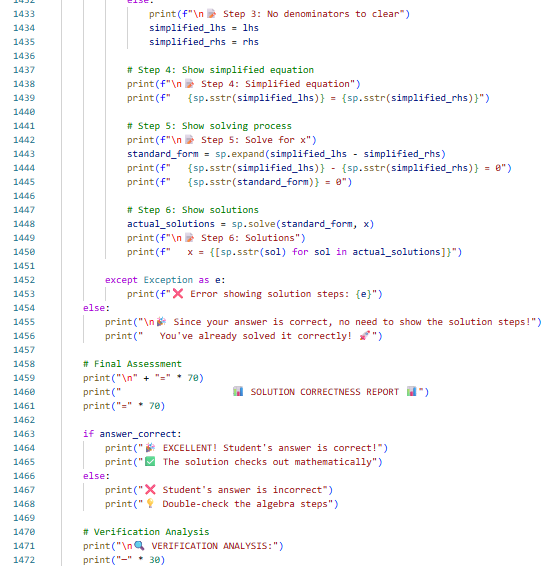 1432 else:
1433 print(f"\n📝 Step 3: No denominators to clear")
1434 simplified_lhs = lhs
1435 simplified_rhs = rhs
1436
1437 # Step 4: Show simplified equation
1438 print(f"\n📝 Step 4: Simplified equation")
1439 print(f"   {sp.sstr(simplified_lhs)} = {sp.sstr(simplified_rhs)}")
1440
1441 # Step 5: Show solving process
1442 print(f"\n📝 Step 5: Solve for x")
1443 standard_form = sp.expand(simplified_lhs - simplified_rhs)
1444 print(f"   {sp.sstr(simplified_lhs)} - {sp.sstr(simplified_rhs)} = 0")
1445 print(f"   {sp.sstr(standard_form)} = 0")
1446
1447 # Step 6: Show solutions
1448 actual_solutions = sp.solve(standard_form, x)
1449 print(f"\n📝 Step 6: Solutions")
1450 print(f"   x = {[sp.sstr(sol) for sol in actual_solutions]}")
1451
1452 except Exception as e:
1453 print(f"❌ Error showing solution steps: {e}")
1454 else:
1455 print("\n🎉 Since your answer is correct, no need to show the solution steps!")
1456 print("   You've already solved it correctly! 🚀")
1457
1458 # Final Assessment
1459 print("\n" + "=" * 70)
1460 print("                    📊 SOLUTION CORRECTNESS REPORT 📊")
1461 print("=" * 70)
1462
1463 if answer_correct:
1464 print("🎉 EXCELLENT! Student's answer is correct!")
1465 print("✅ The solution checks out mathematically")
1466 else:
1467 print("❌ Student's answer is incorrect")
1468 print("💡 Double-check the algebra steps")
1469
1470 # Verification Analysis
1471 print("\n🔍 VERIFICATION ANALYSIS:")
1472 print("─" * 30)